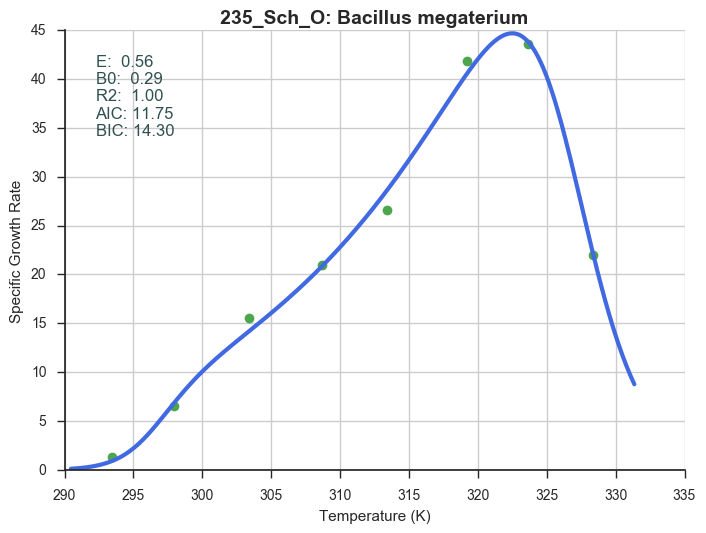 235_Sch_O: Bacillus megaterium
E: 0.56
B0: 0.29
R2: 1.00
AIC: 11.75
BIC: 14.30
Specific Growth Rate
45
40
35
30
25
20
15
10
5
0
290 295 300 305 310 315 320 325 330 335
Temperature (K)